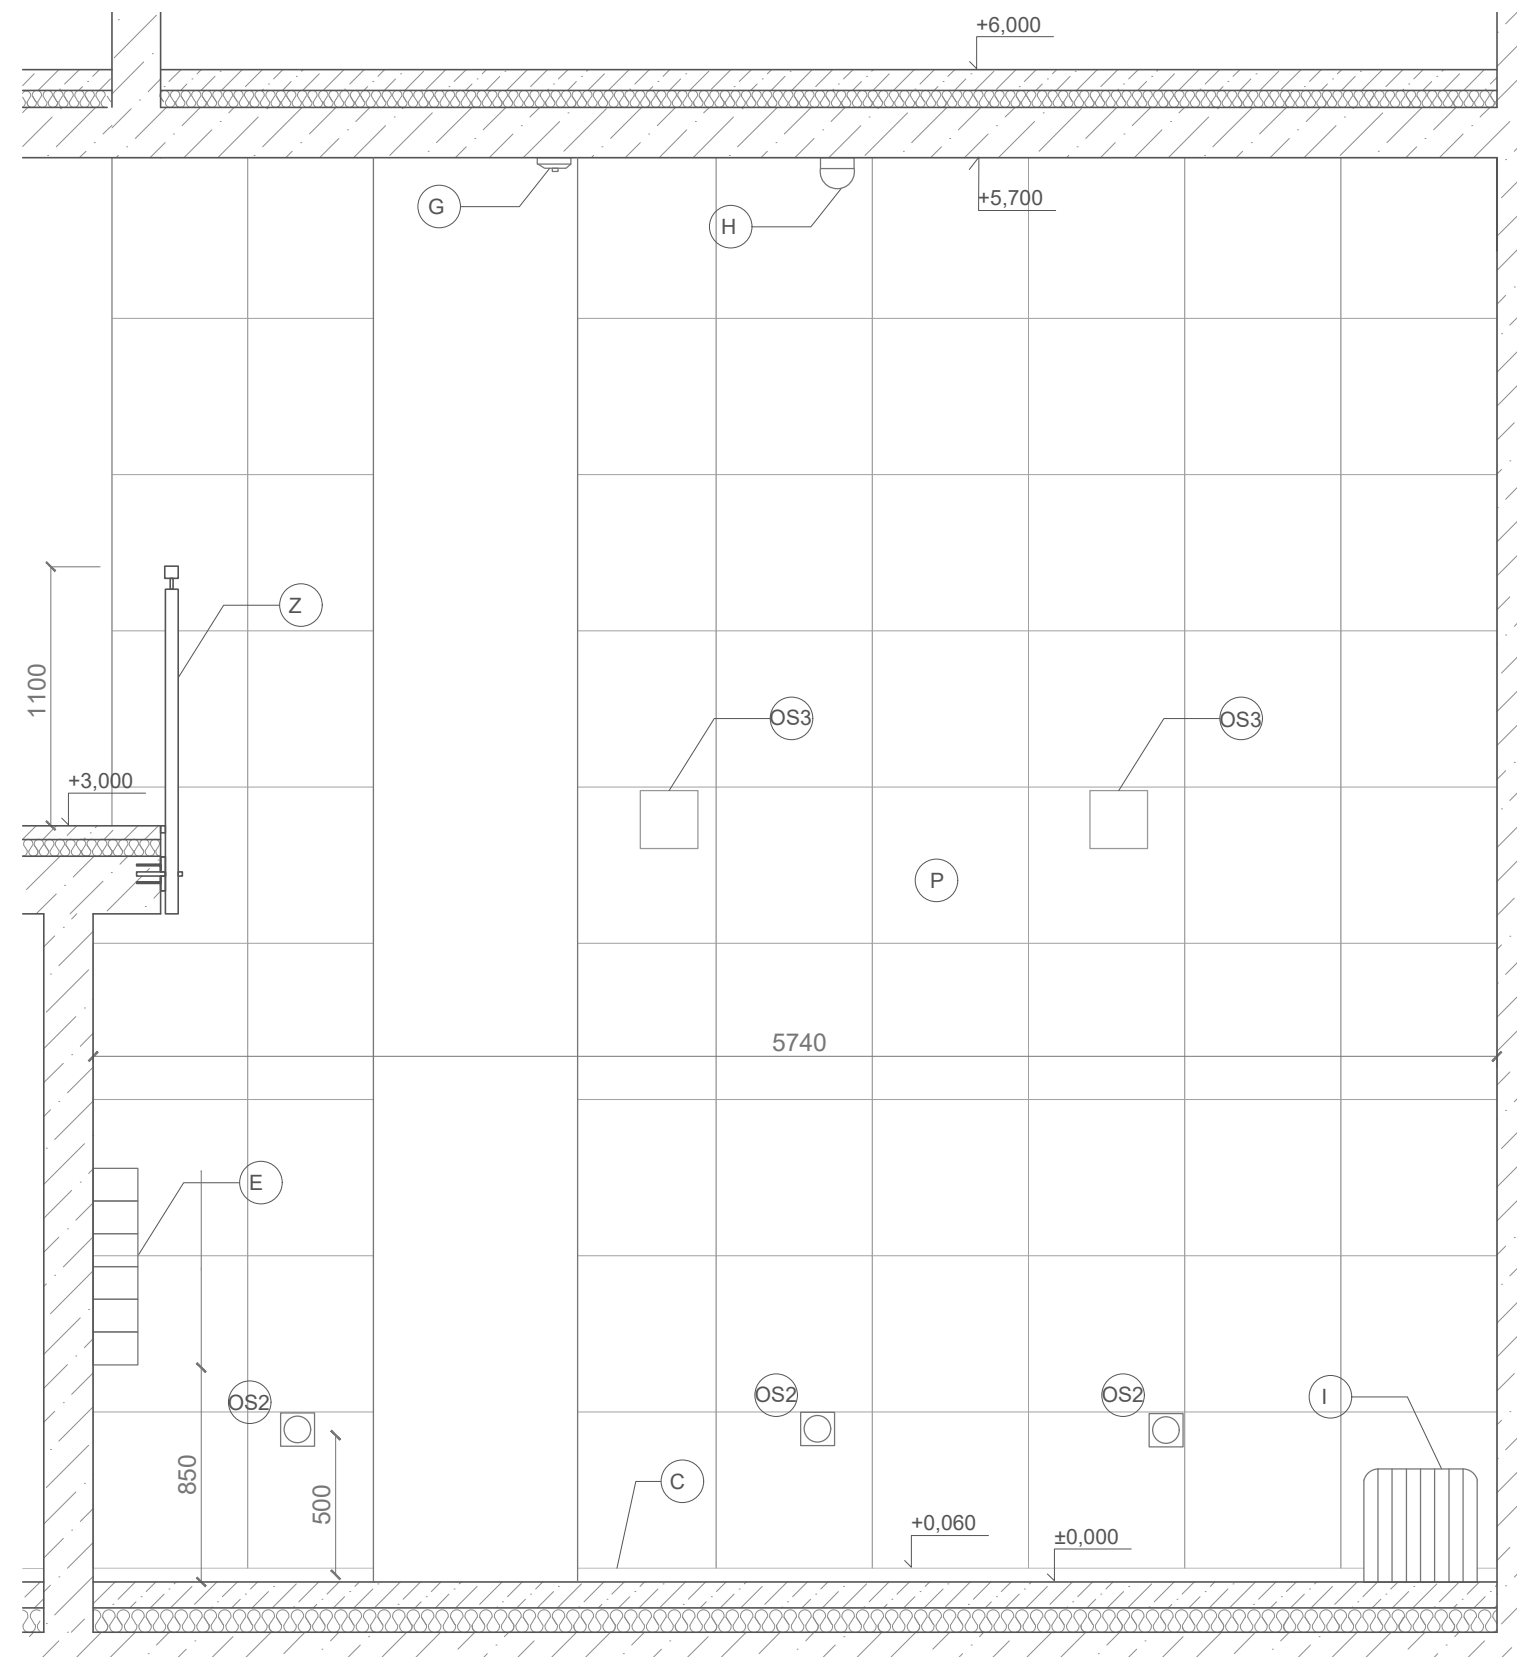 +6,000
G
H
+5,700
Z
1100
OS3
OS3
+3,000
P
5740
E
OS2
OS2
OS2
I
850
500
C
+0,060
±0,000